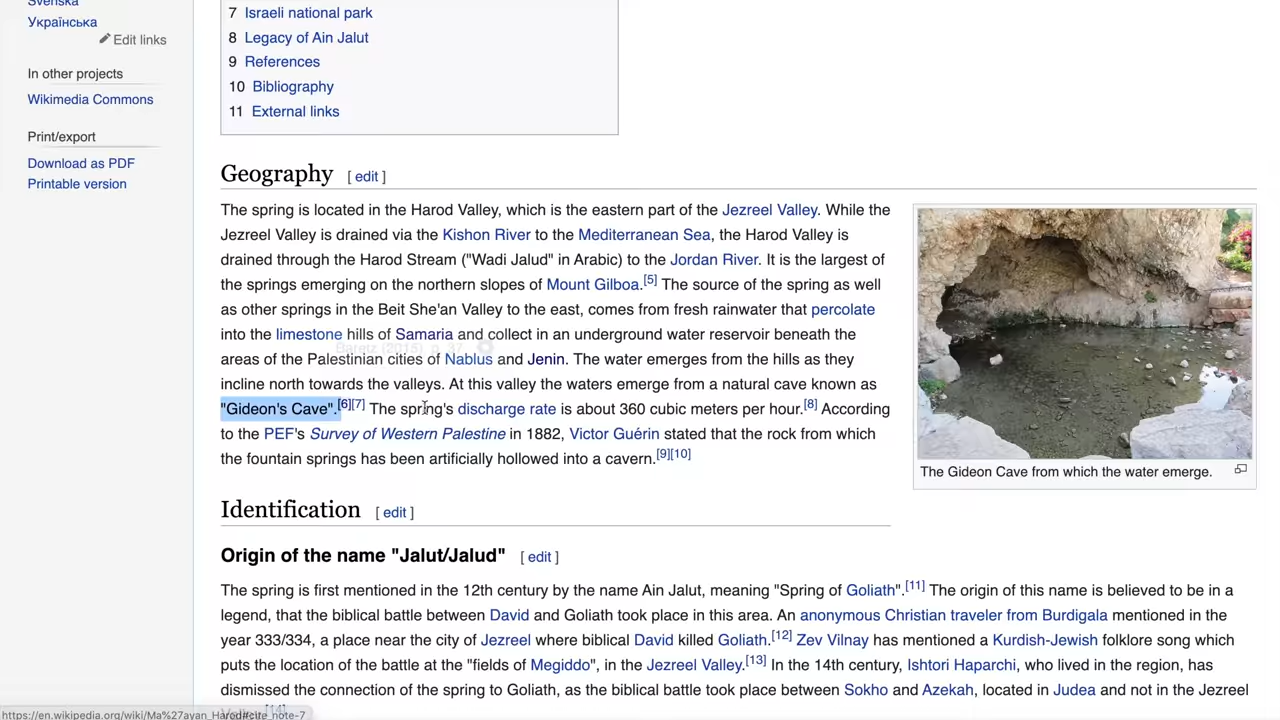 Svenska
Українська
Edit links
In other projects
Wikimedia Commons
Print/export
Download as PDF
Printable version
7 Israeli national park
8 Legacy of Ain Jalut
9 References
10 Bibliography
11 External links
Geography [ edit ]
The spring is located in the Harod Valley, which is the eastern part of the Jezreel Valley. While the
Jezreel Valley is drained via the Kishon River to the Mediterranean Sea, the Harod Valley is
drained through the Harod Stream ("Wadi Jalud" in Arabic) to the Jordan River. It is the largest of
the springs emerging on the northern slopes of Mount Gilboa.[5] The source of the spring as well
as other springs in the Beit She'an Valley to the east, comes from fresh rainwater that percolate
into the limestone hills of Samaria and collect in an underground water reservoir beneath the
Baretz (2015), p. 37
areas of the Palestinian cities of Nablus and Jenin. The water emerges from the hills as they
incline north towards the valleys. At this valley the waters emerge from a natural cave known as
"Gideon's Cave".[6][7] The spring's discharge rate is about 360 cubic meters per hour.[8] According
to the PEF's Survey of Western Palestine in 1882, Victor Guérin stated that the rock from which
the fountain springs has been artificially hollowed into a cavern.[9][10]
The Gideon Cave from which the water emerge.
Identification [ edit ]
Origin of the name "Jalut/Jalud" [ edit ]
The spring is first mentioned in the 12th century by the name Ain Jalut, meaning "Spring of Goliath".[11] The origin of this name is believed to be in a
legend, that the biblical battle between David and Goliath took place in this area. An anonymous Christian traveler from Burdigala mentioned in the
year 333/334, a place near the city of Jezreel where biblical David killed Goliath.[12] Zev Vilnay has mentioned a Kurdish-Jewish folklore song which
puts the location of the battle at the "fields of Megiddo", in the Jezreel Valley.[13] In the 14th century, Ishtori Haparchi, who lived in the region, has
dismissed the connection of the spring to Goliath, as the biblical battle took place between Sokho and Azekah, located in Judea and not in the Jezreel
Valley.[14]
https://en.wikipedia.org/wiki/Ma%27ayan_Harod#cite_note-7